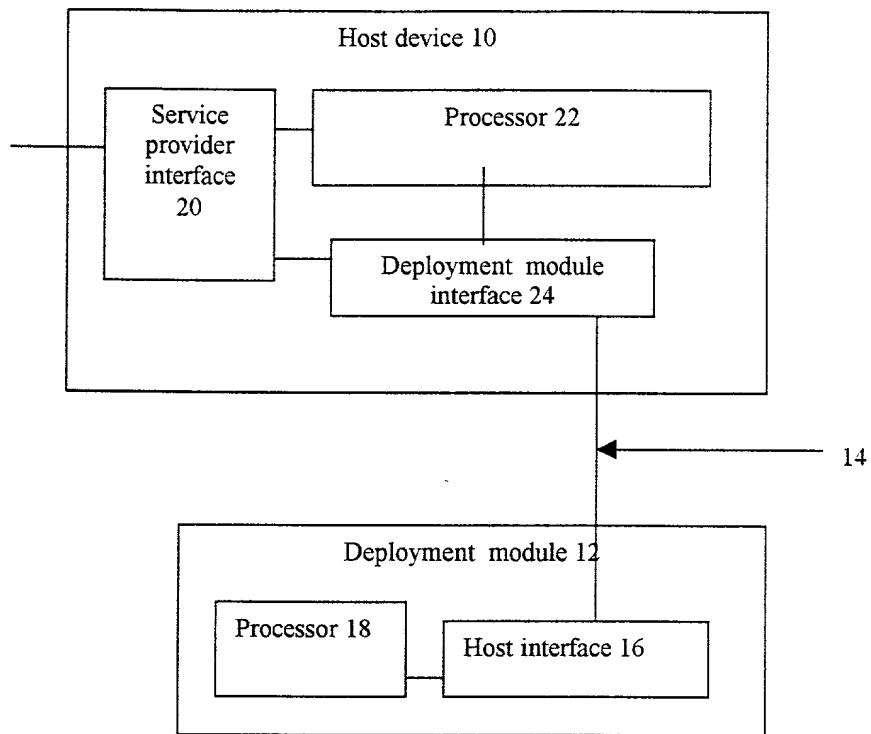 Host device 10
Service
provider
interface
20
Processor 22
Deployment module
interface 24
14
Deployment module 12
Processor 18
Host interface 16